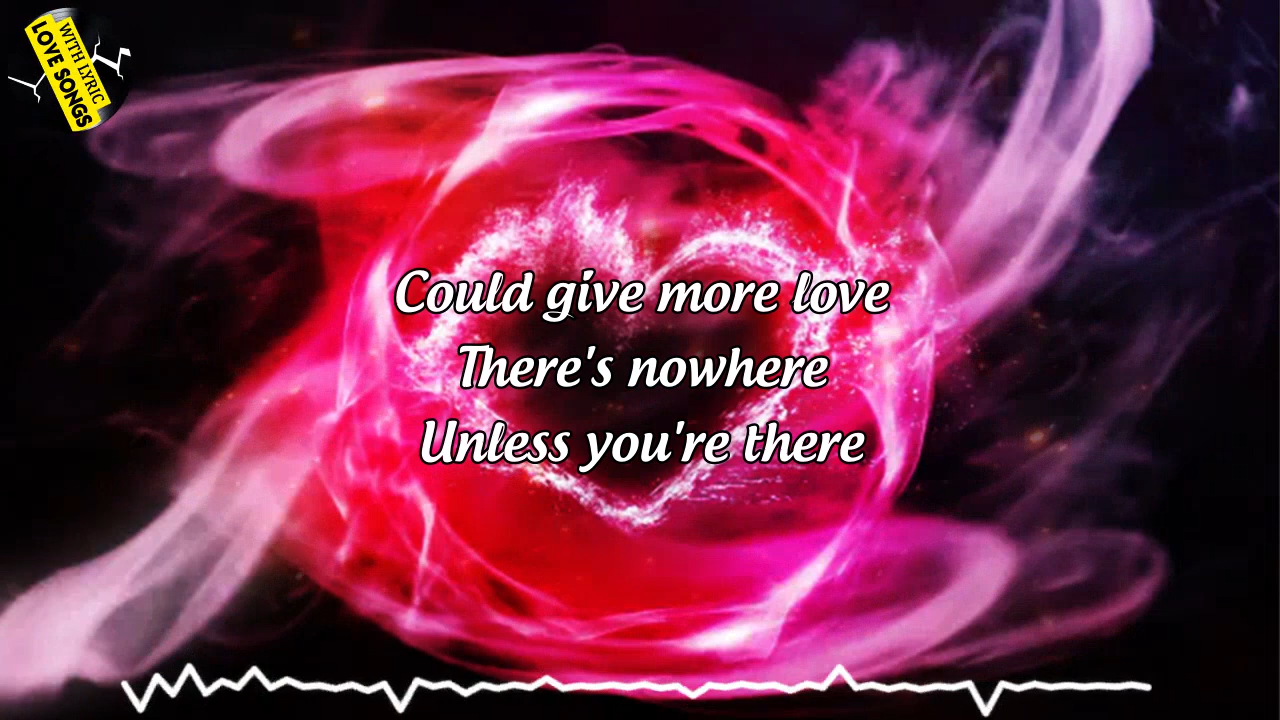 WITH LYRIC
LOVE SONGS
Could give more love
There's nowhere
Unless you're there